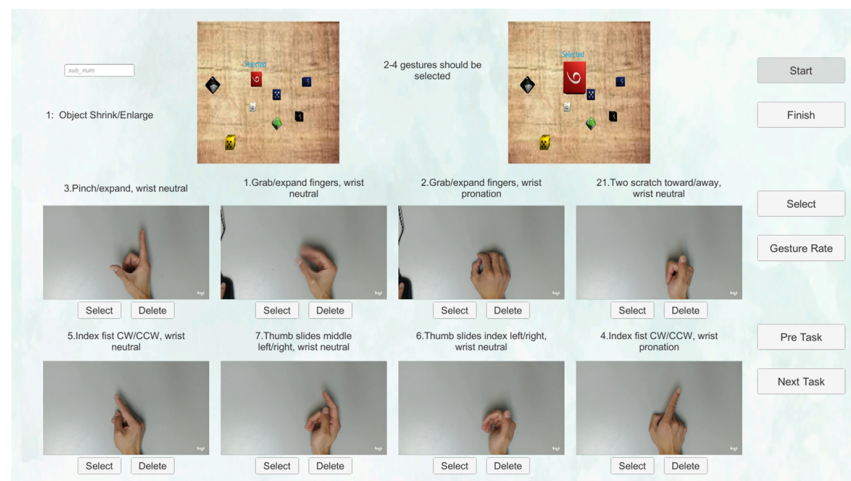 Selected
Selected
2-4 gestures should be
selected
sub_num
Start
1: Object Shrink/Enlarge
Finish
3.Pinch/expand, wrist neutral
1.Grab/expand fingers, wrist
neutral
2.Grab/expand fingers, wrist
pronation
21.Two scratch toward/away,
wrist neutral
Select
Gesture Rate
Select
Delete
Select
Delete
Select
Delete
Select
Delete
5.Index fist CW/CCW, wrist
neutral
7.Thumb slides middle
left/right, wrist neutral
6.Thumb slides index left/right,
wrist neutral
4.Index fist CW/CCW, wrist
pronation
Pre Task
Next Task
Select
Delete
Select
Delete
Select
Delete
Select
Delete